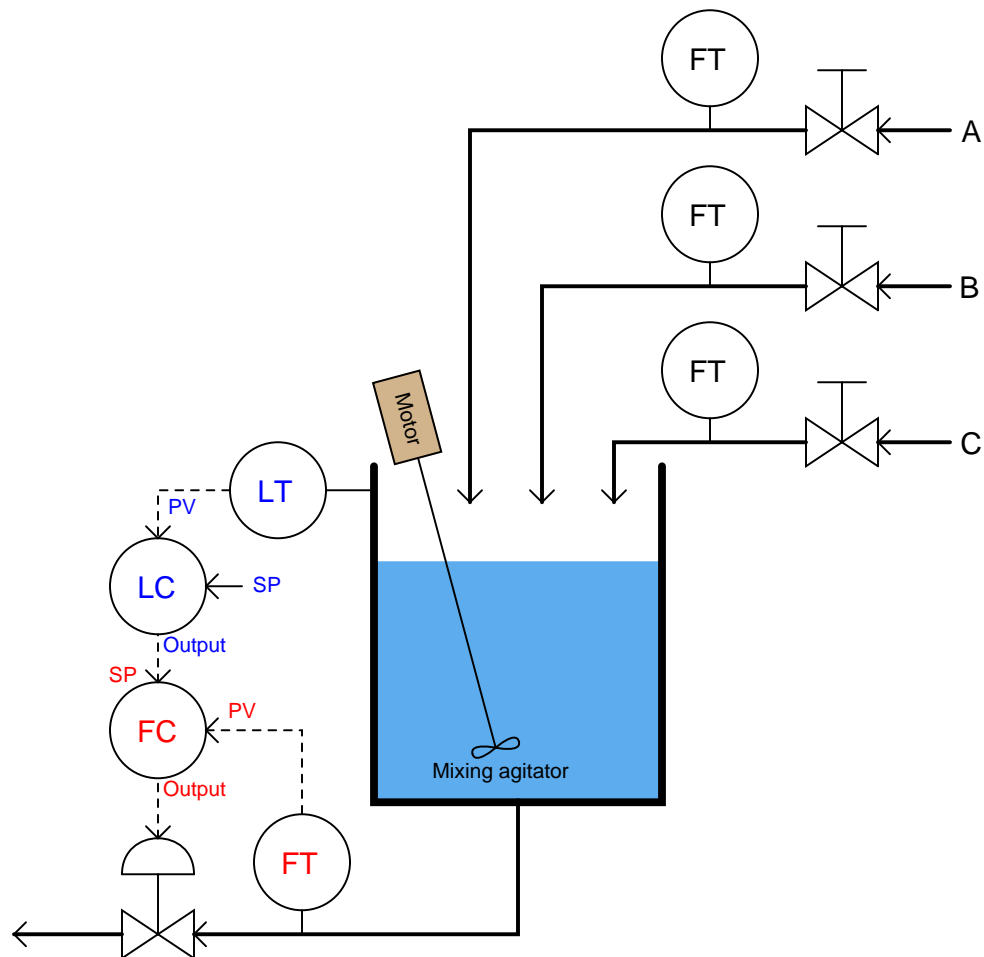 FT
A
FT
B
FT
C
Motor
LT
PV
LC
SP
Output
SP
FC
PV
Output
Mixing agitator
FT